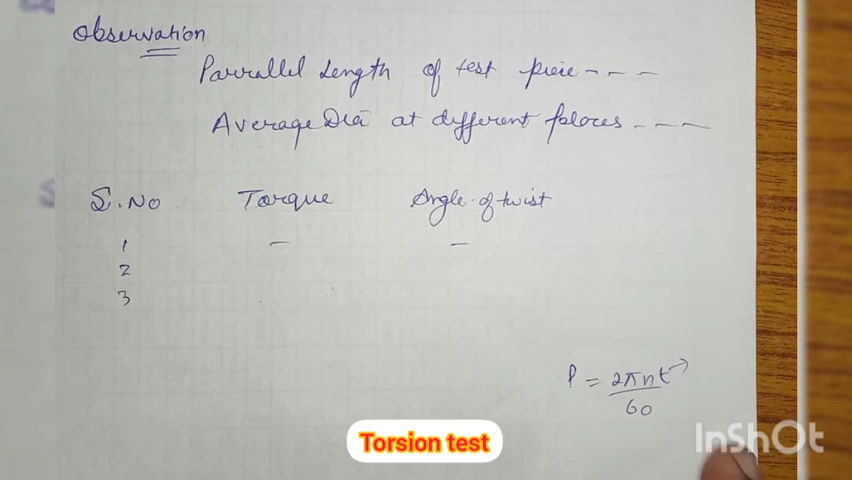 Observation
Parrallel Length of test piece - - -
Average Dia at different places - - -
S.No Torque Angle of twist
1 - -
2
3
P = 2πnt
60
Torsion test
InShOt